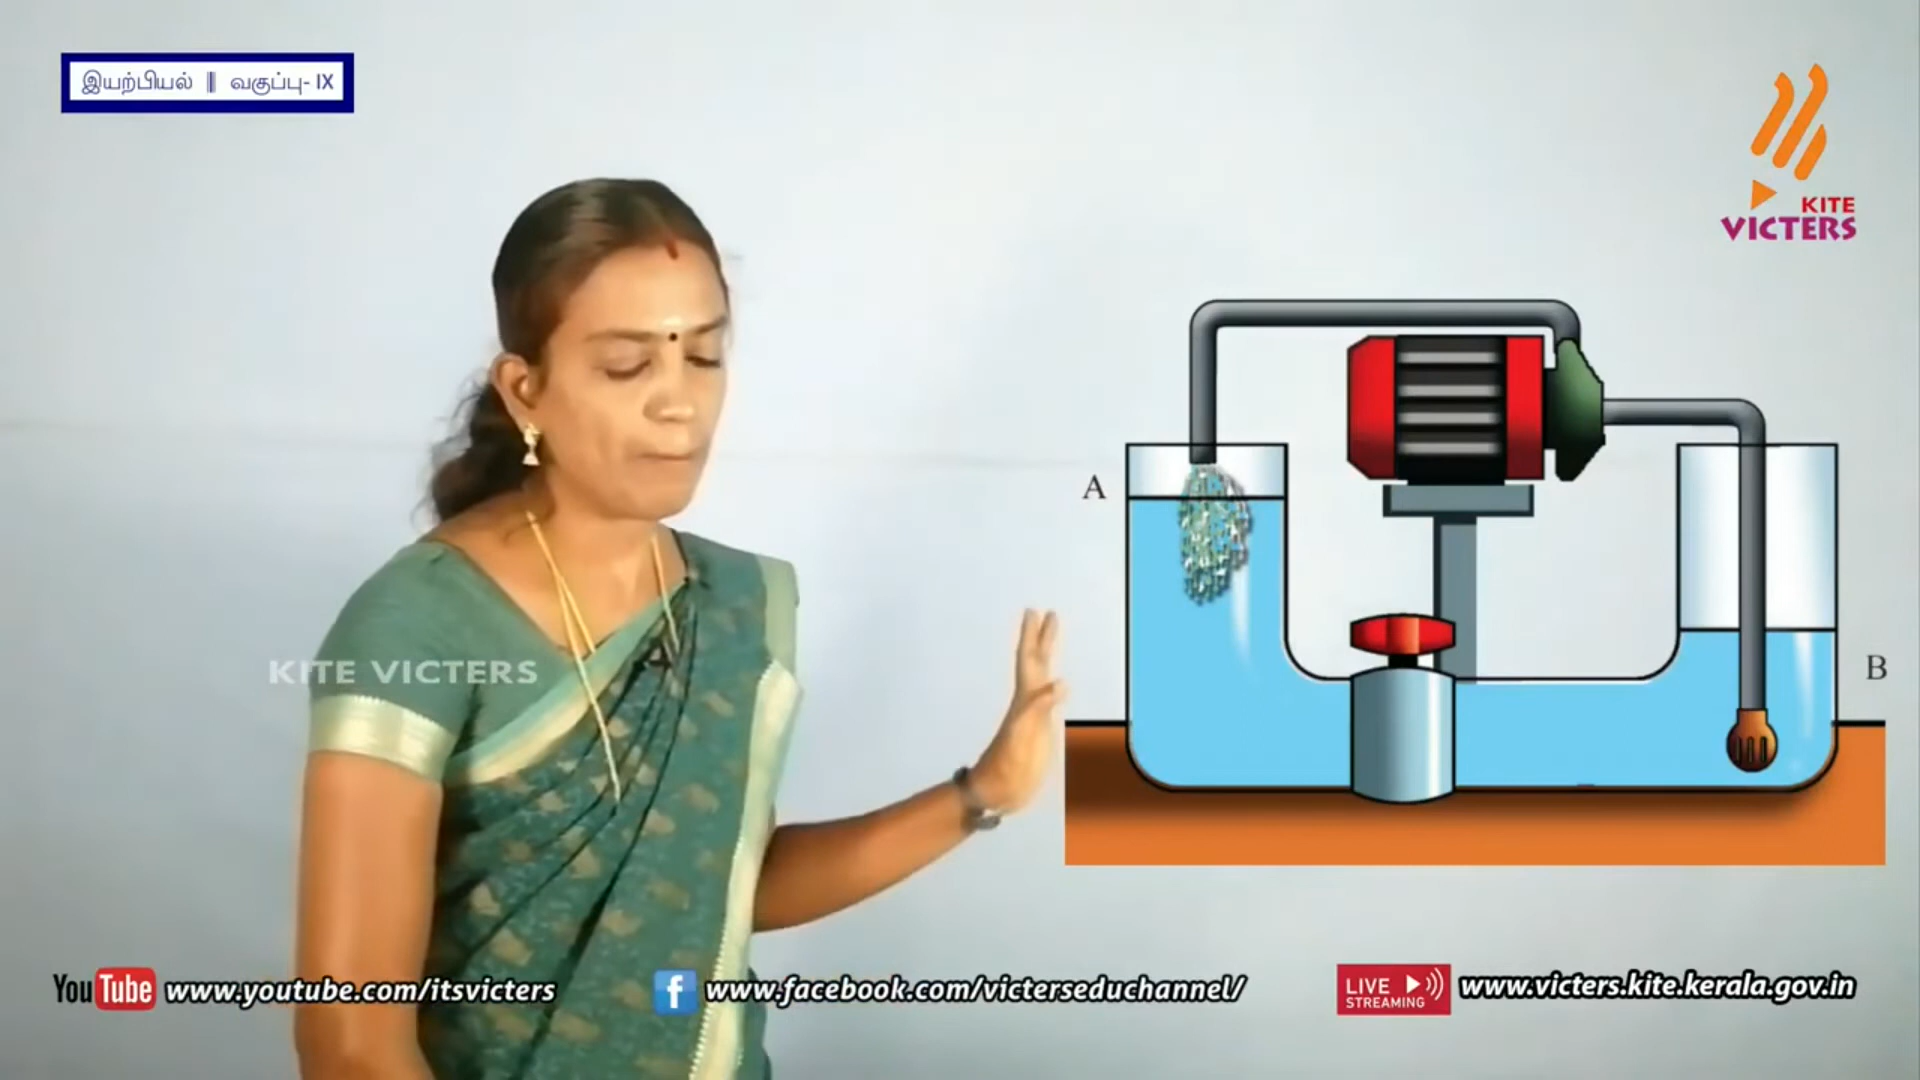 இயற்பியல் || வகுப்பு- IX
KITE
VICTERS
A
B
KITE VICTERS
YouTube www.youtube.com/itsvicters
f www.facebook.com/victerseduchannel/
LIVE STREAMING www.victers.kite.kerala.gov.in